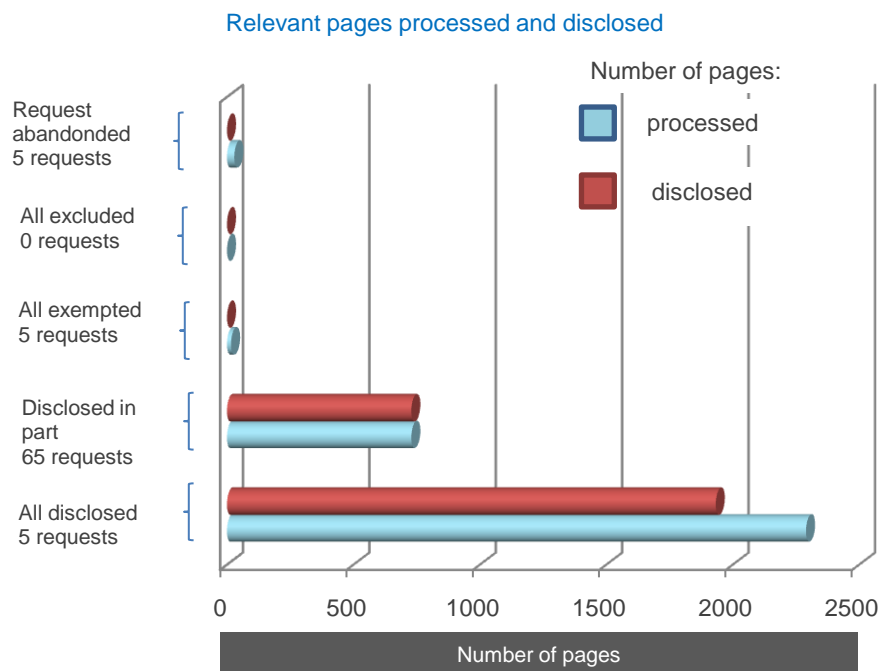 Relevant pages processed and disclosed
Number of pages:
processed
disclosed
Request
abandonded
5 requests
All excluded
0 requests
All exempted
5 requests
Disclosed in
part
65 requests
All disclosed
5 requests
0 500 1000 1500 2000 2500
Number of pages